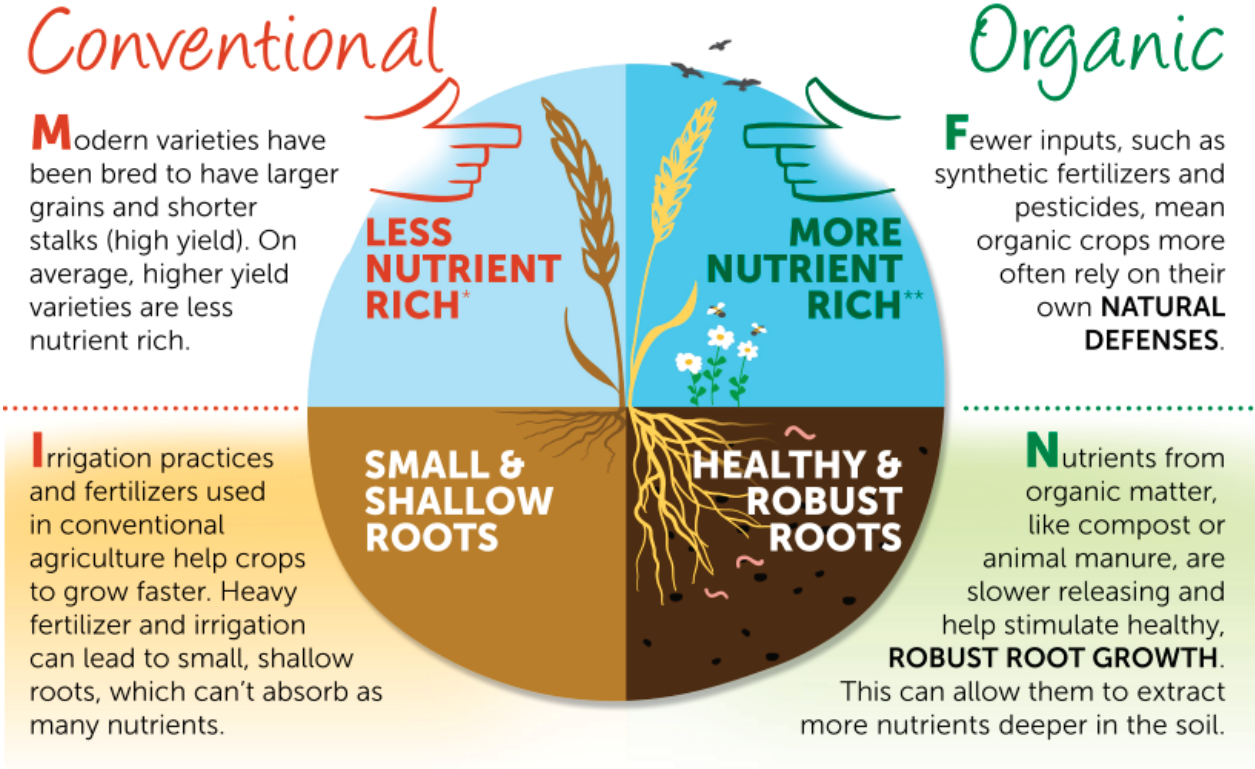 Conventional
Modern varieties have
been bred to have larger
grains and shorter
stalks (high yield). On
average, higher yield
varieties are less
nutrient rich.
LESS
NUTRIENT
RICH*
Organic
Fewer inputs, such as
synthetic fertilizers and
pesticides, mean
organic crops more
often rely on their
own NATURAL
DEFENSES.
MORE
NUTRIENT
RICH**
Irrigation practices
and fertilizers used
in conventional
agriculture help crops
to grow faster. Heavy
fertilizer and irrigation
can lead to small, shallow
roots, which can't absorb as
many nutrients.
SMALL &
SHALLOW
ROOTS
HEALTHY &
ROBUST
ROOTS
Nutrients from
organic matter,
like compost or
animal manure, are
slower releasing and
help stimulate healthy,
ROBUST ROOT GROWTH.
This can allow them to extract
more nutrients deeper in the soil.